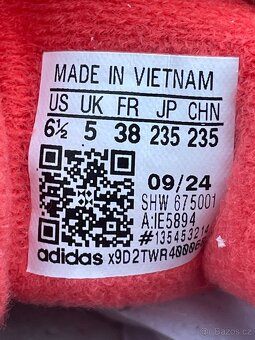 MADE IN VIETNAM
US UK FR JP CHN
6½ 5 38 235 235
09/24
SHW 675001
A:IE5894
adidas